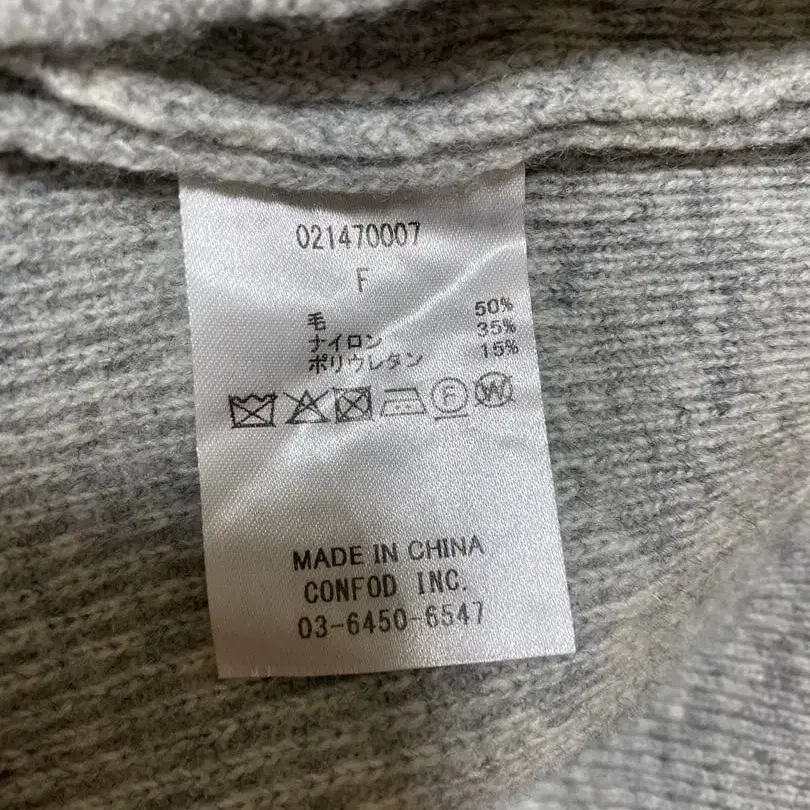 021470007
F
毛 50%
ナイロン 35%
ポリウレタン 15%
F W
MADE IN CHINA
CONFOD INC.
03-6450-6547